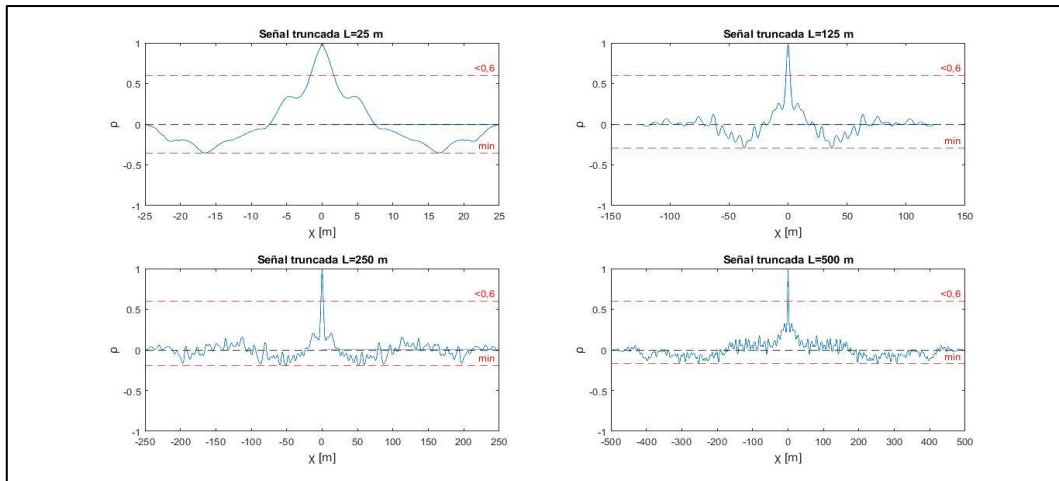 Señal truncada L=25 m
1
0.5
0
-0.5
-1
ρ
<0,6
min
-25 -20 -15 -10 -5 0 5 10 15 20 25
χ [m]
Señal truncada L=125 m
1
0.5
0
-0.5
-1
ρ
<0,6
min
-150 -100 -50 0 50 100 150
χ [m]
Señal truncada L=250 m
1
0.5
0
-0.5
-1
ρ
<0,6
min
-250 -200 -150 -100 -50 0 50 100 150 200 250
χ [m]
Señal truncada L=500 m
1
0.5
0
-0.5
-1
ρ
<0,6
min
-500 -400 -300 -200 -100 0 100 200 300 400 500
χ [m]